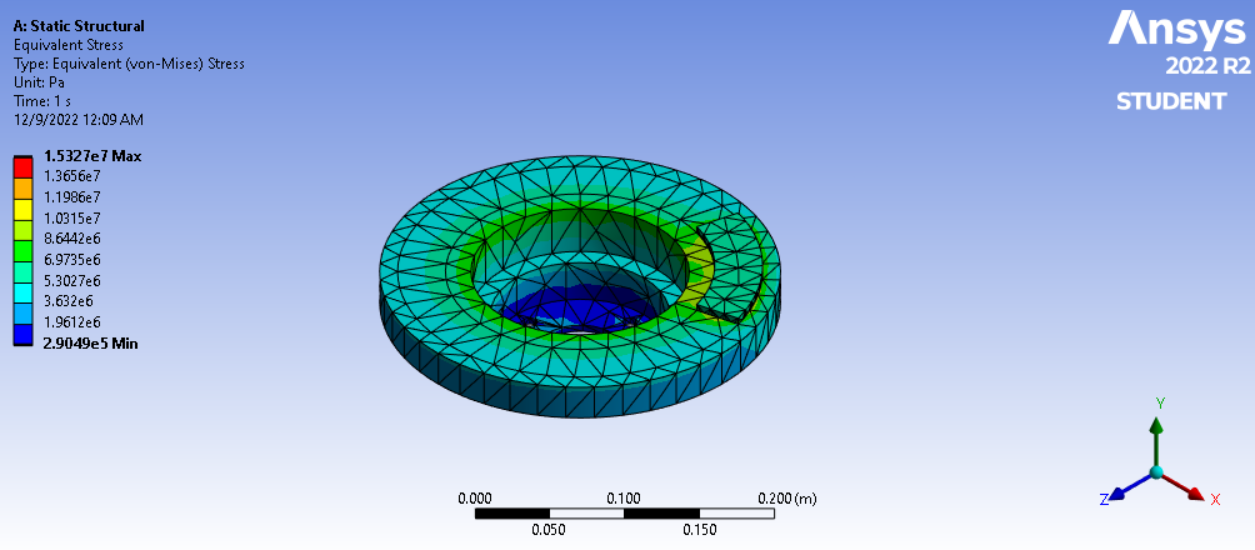 A: Static Structural
Equivalent Stress
Type: Equivalent (von-Mises) Stress
Unit: Pa
Time: 1 s
12/9/2022 12:09 AM
1.5327e7 Max
1.3656e7
1.1986e7
1.0315e7
8.6442e6
6.9735e6
5.3027e6
3.632e6
1.9612e6
2.9049e5 Min
Ansys
2022 R2
STUDENT
0.000 0.100 0.200 (m)
0.050 0.150
Y
Z X